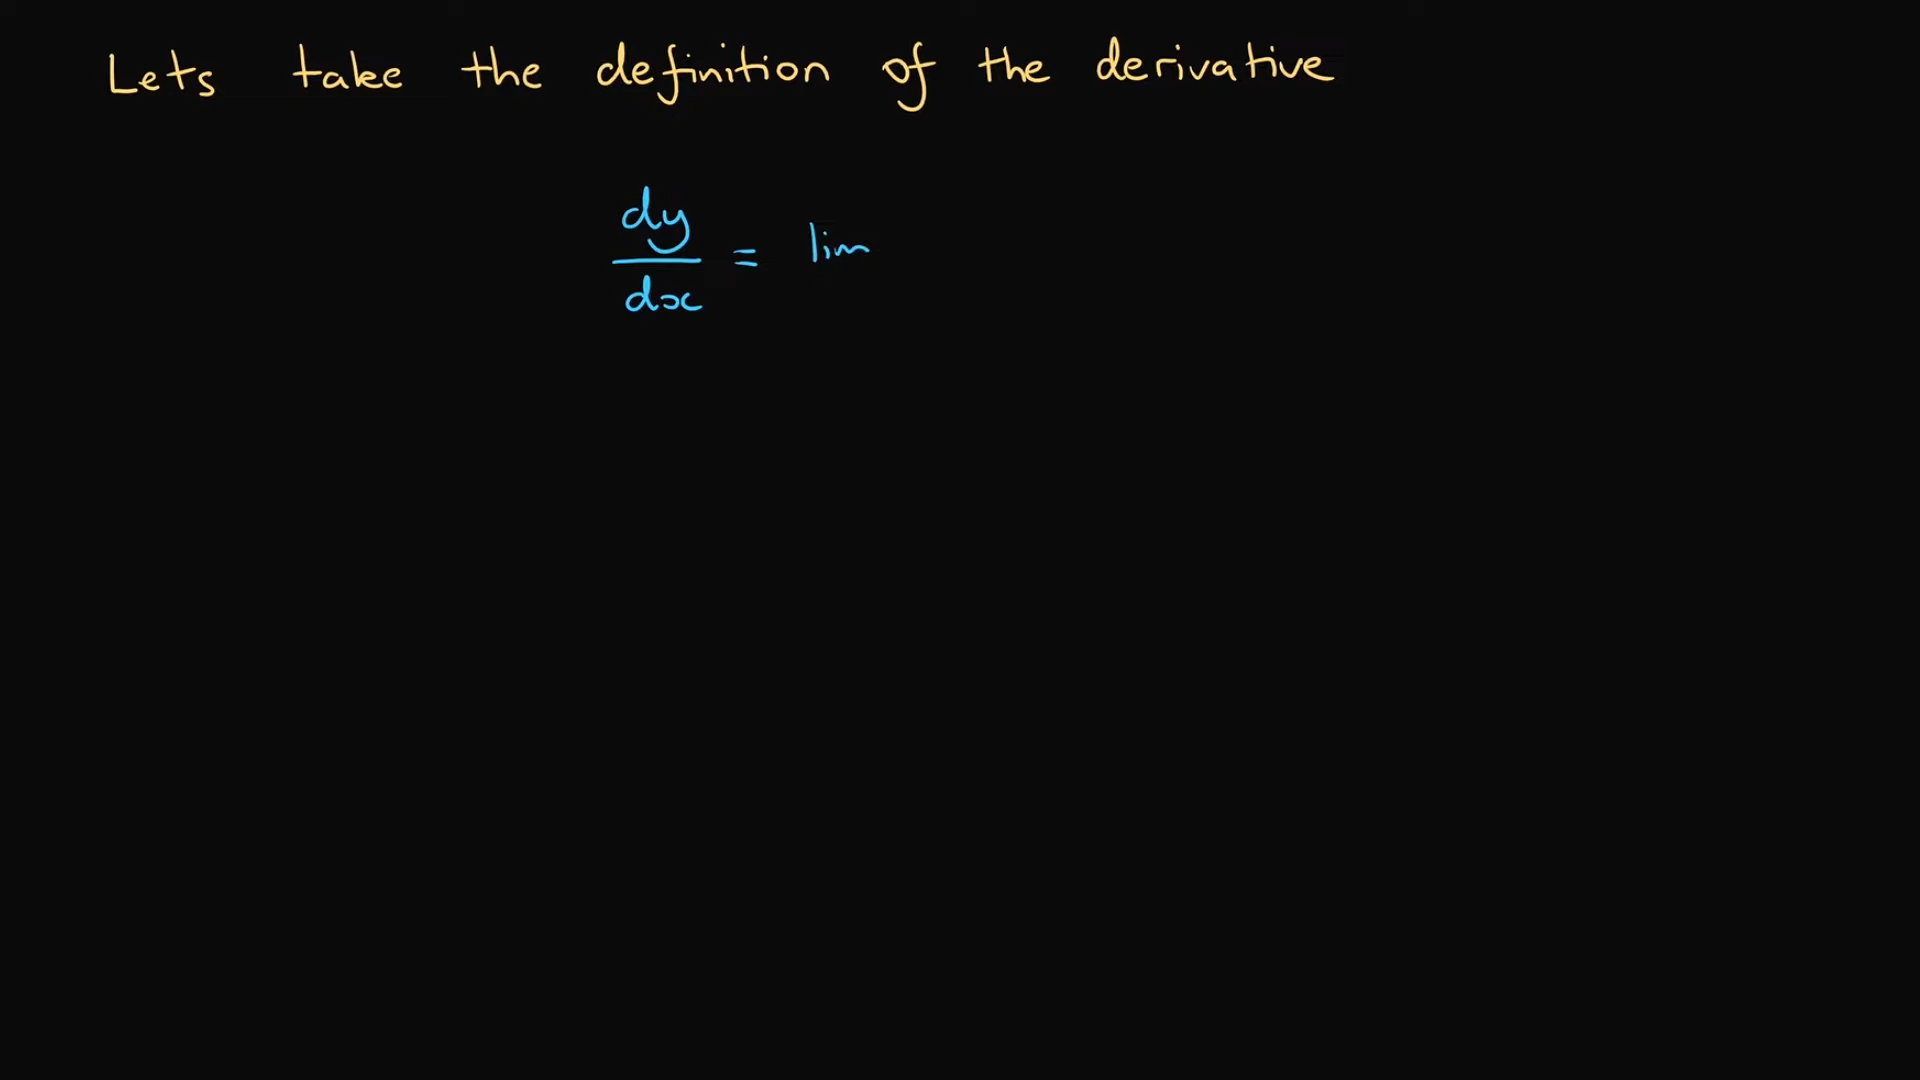 Lets take the definition of the derivative
dy/dx = lim